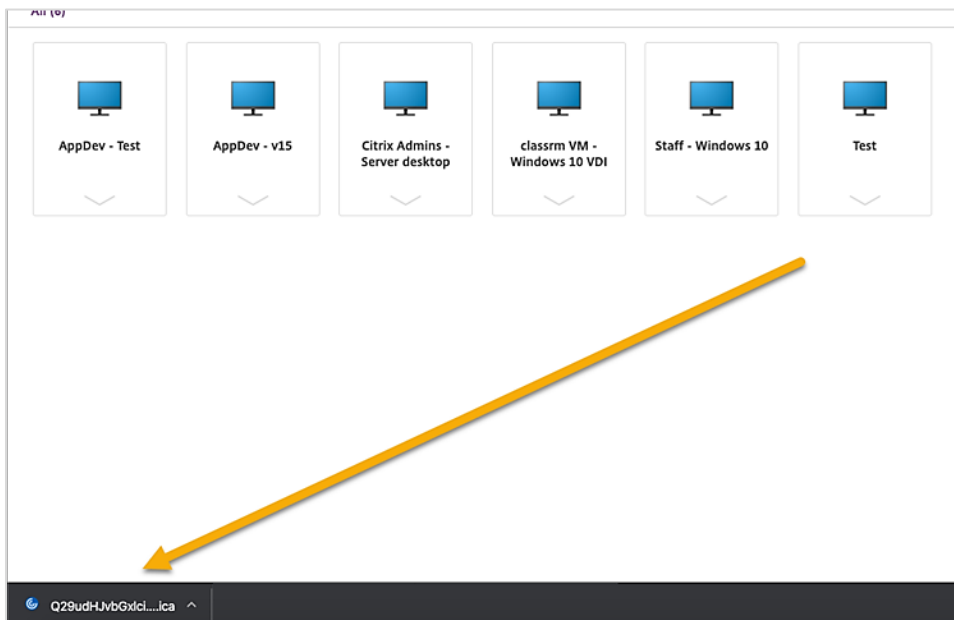 All (6)
AppDev - Test
AppDev - v15
Citrix Admins -
Server desktop
classrm VM -
Windows 10 VDI
Staff - Windows 10
Test
Q29udHJvbGxlci....ica